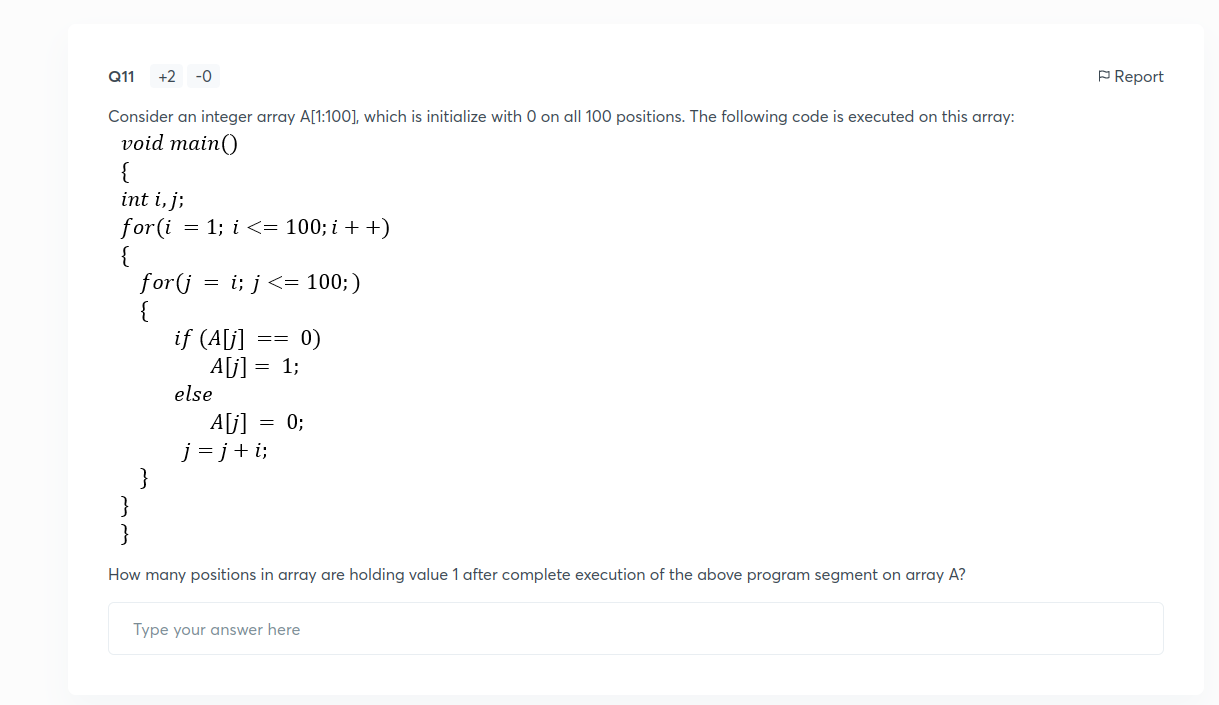 Q11 +2 -0 Report
Consider an integer array A[1:100], which is initialize with 0 on all 100 positions. The following code is executed on this array:
void main()
{
int i, j;
for(i = 1; i <= 100; i + +)
{
for(j = i; j <= 100; )
{
if (A[j] == 0)
A[j] = 1;
else
A[j] = 0;
j = j + i;
}
}
}
How many positions in array are holding value 1 after complete execution of the above program segment on array A?
Type your answer here